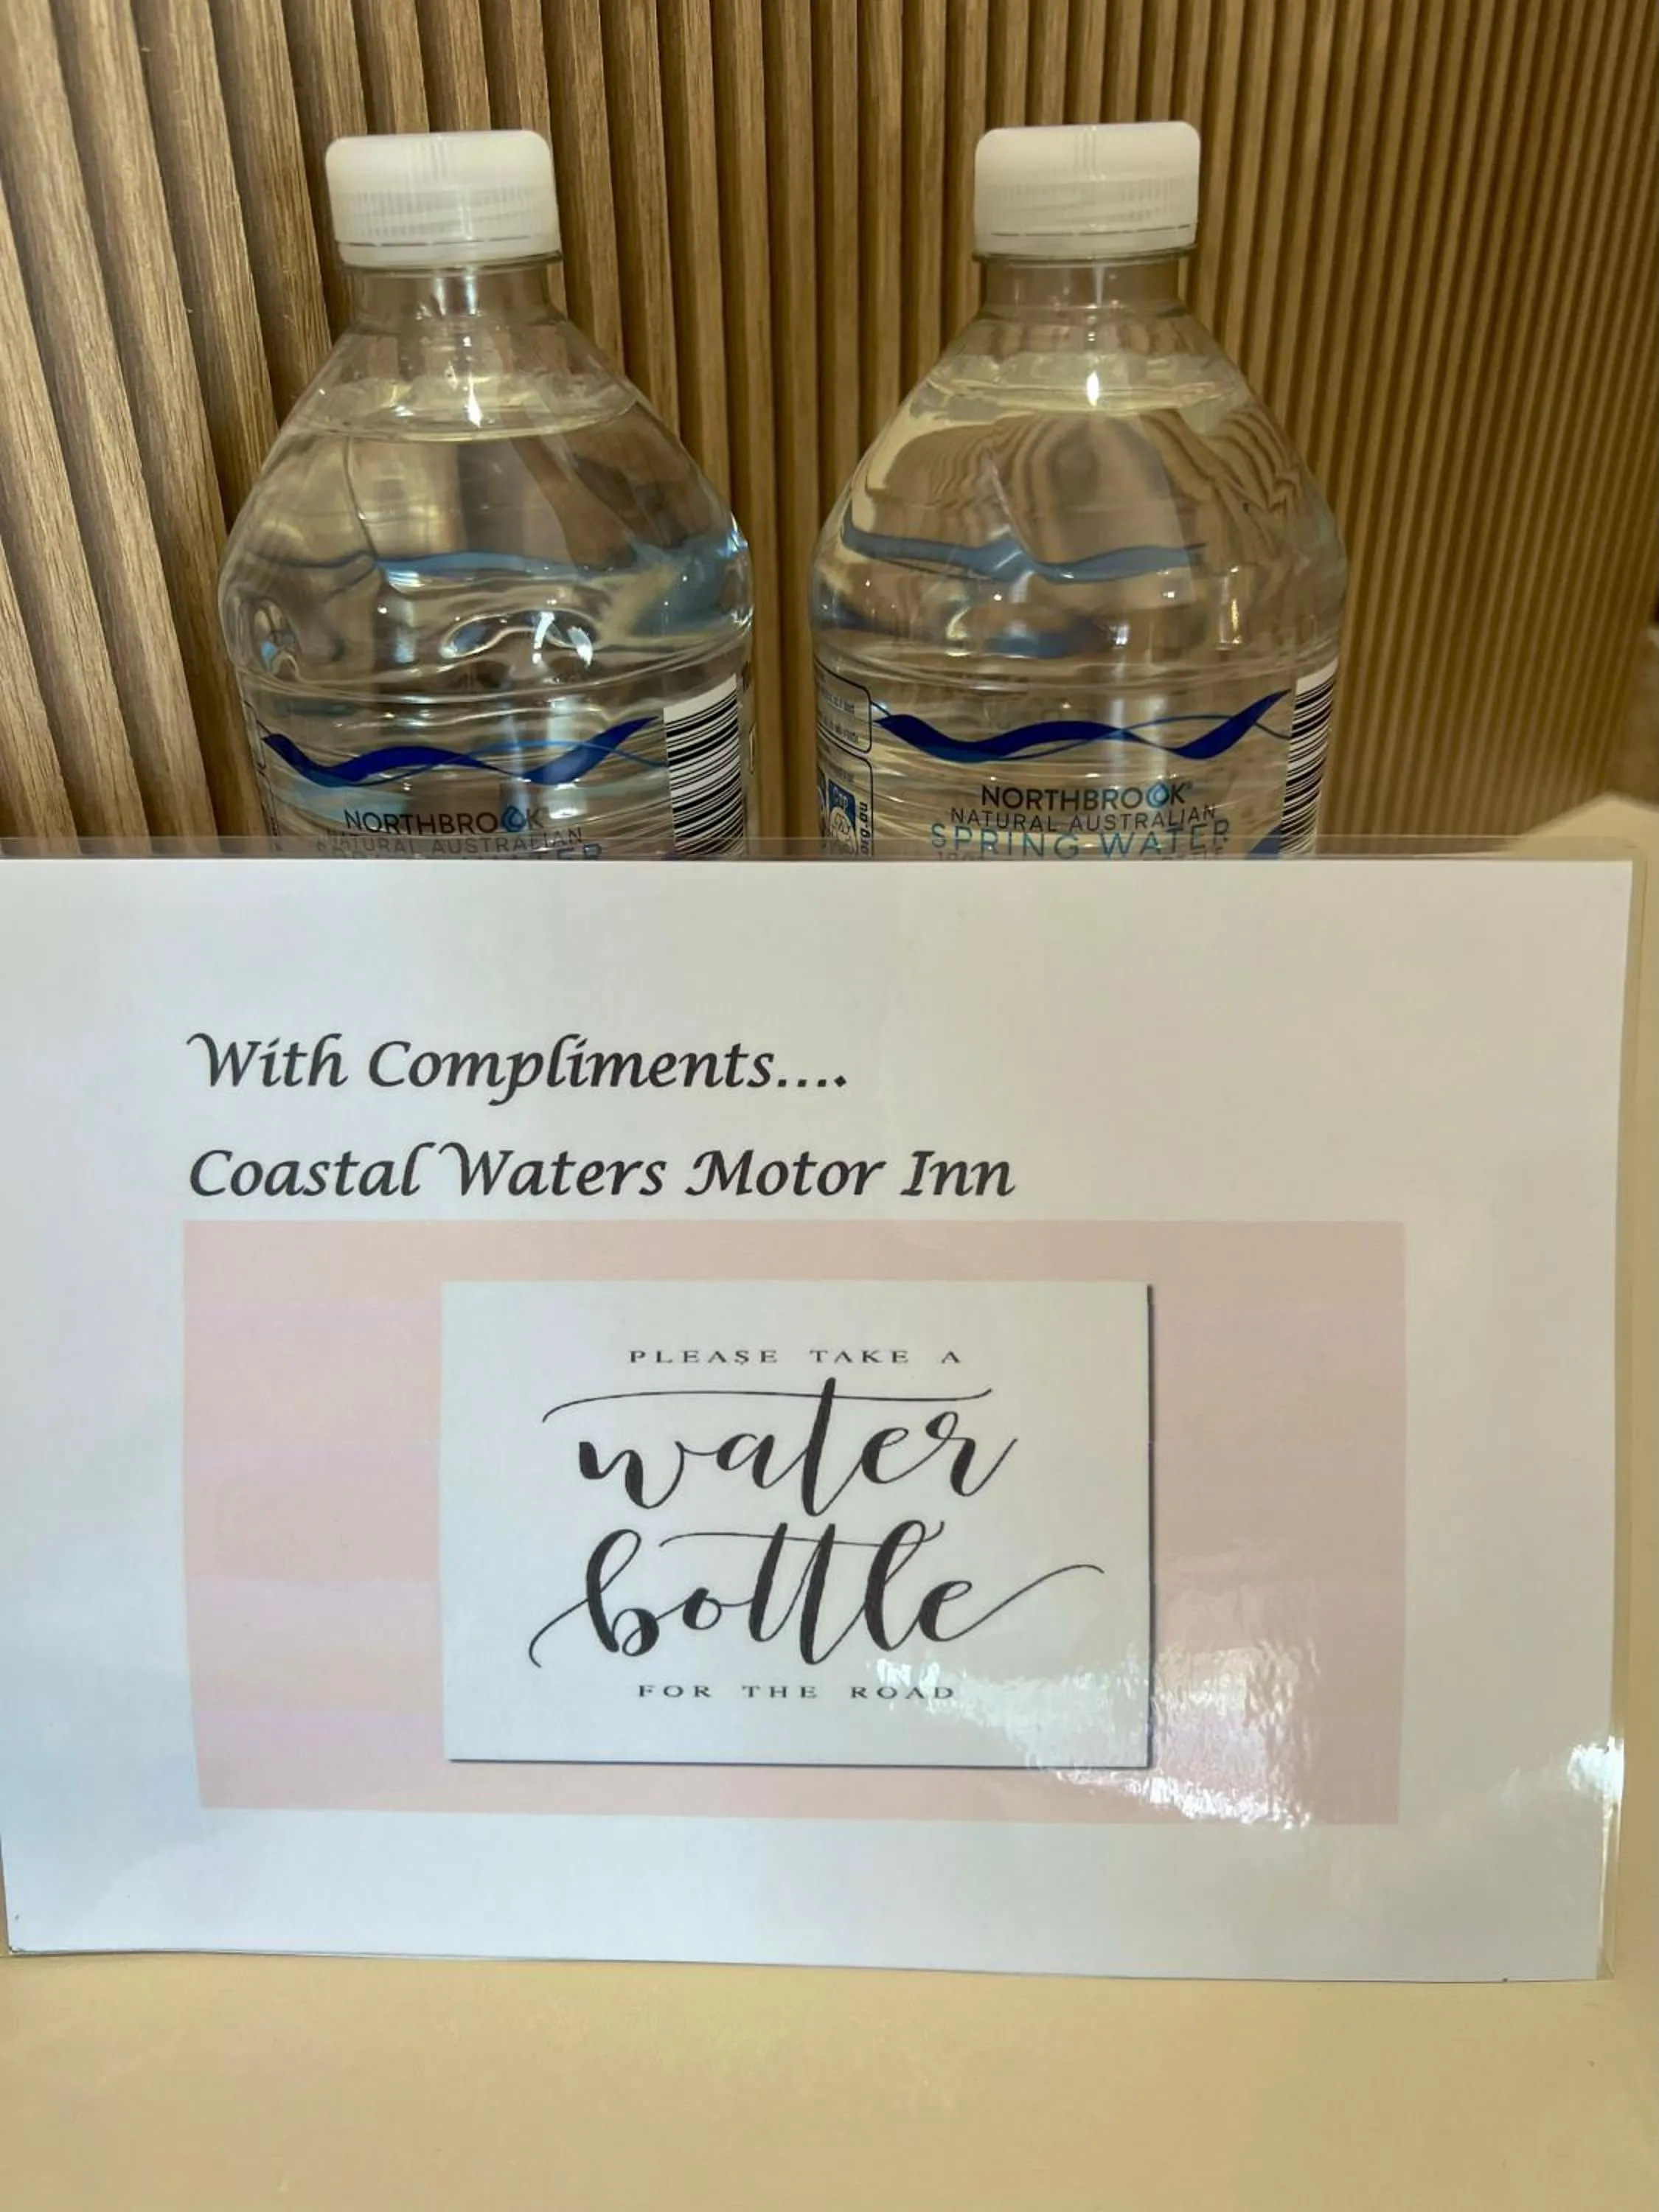 NORTHBROOK
NATURAL AUSTRALIAN
NORTHBROOK
NATURAL AUSTRALIAN
SPRING WATER
With Compliments....
Coastal Waters Motor Inn
PLEASE TAKE A
water
bottle
FOR THE ROAD